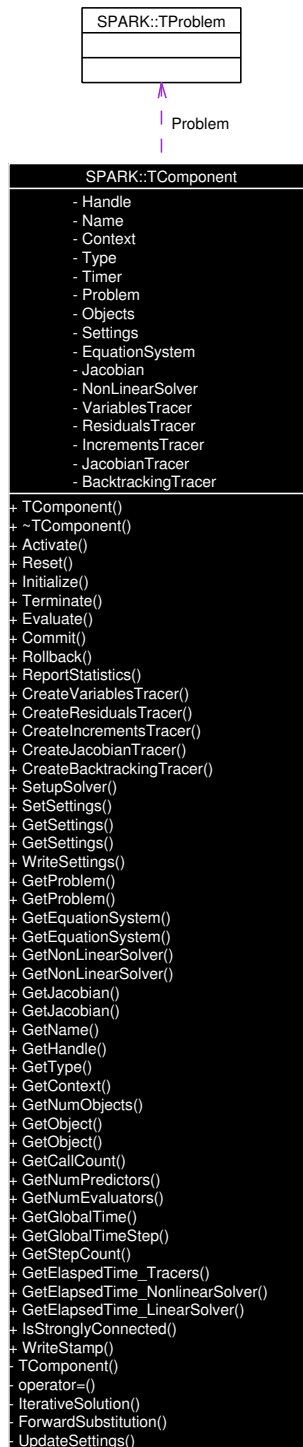 SPARK::TProblem
Problem
SPARK::TComponent
- Handle
- Name
- Context
- Type
- Timer
- Problem
- Objects
- Settings
- EquationSystem
- Jacobian
- NonLinearSolver
- VariablesTracer
- ResidualsTracer
- IncrementsTracer
- JacobianTracer
- BacktrackingTracer
+ TComponent()
+ ~TComponent()
+ Activate()
+ Reset()
+ Initialize()
+ Terminate()
+ Evaluate()
+ Commit()
+ Rollback()
+ ReportStatistics()
+ CreateVariablesTracer()
+ CreateResidualsTracer()
+ CreateIncrementsTracer()
+ CreateJacobianTracer()
+ CreateBacktrackingTracer()
+ SetupSolver()
+ SetSettings()
+ GetSettings()
+ GetSettings()
+ WriteSettings()
+ GetProblem()
+ GetProblem()
+ GetEquationSystem()
+ GetEquationSystem()
+ GetNonLinearSolver()
+ GetNonLinearSolver()
+ GetJacobian()
+ GetJacobian()
+ GetName()
+ GetHandle()
+ GetType()
+ GetContext()
+ GetNumObjects()
+ GetObject()
+ GetObject()
+ GetCallCount()
+ GetNumPredictors()
+ GetNumEvaluators()
+ GetGlobalTime()
+ GetGlobalTimeStep()
+ GetStepCount()
+ GetElaspedTime_Tracers()
+ GetElapsedTime_NonlinearSolver()
+ GetElapsedTime_LinearSolver()
+ IsStronglyConnected()
+ WriteStamp()
- TComponent()
- operator=()
- IterativeSolution()
- ForwardSubstitution()
- UpdateSettings()